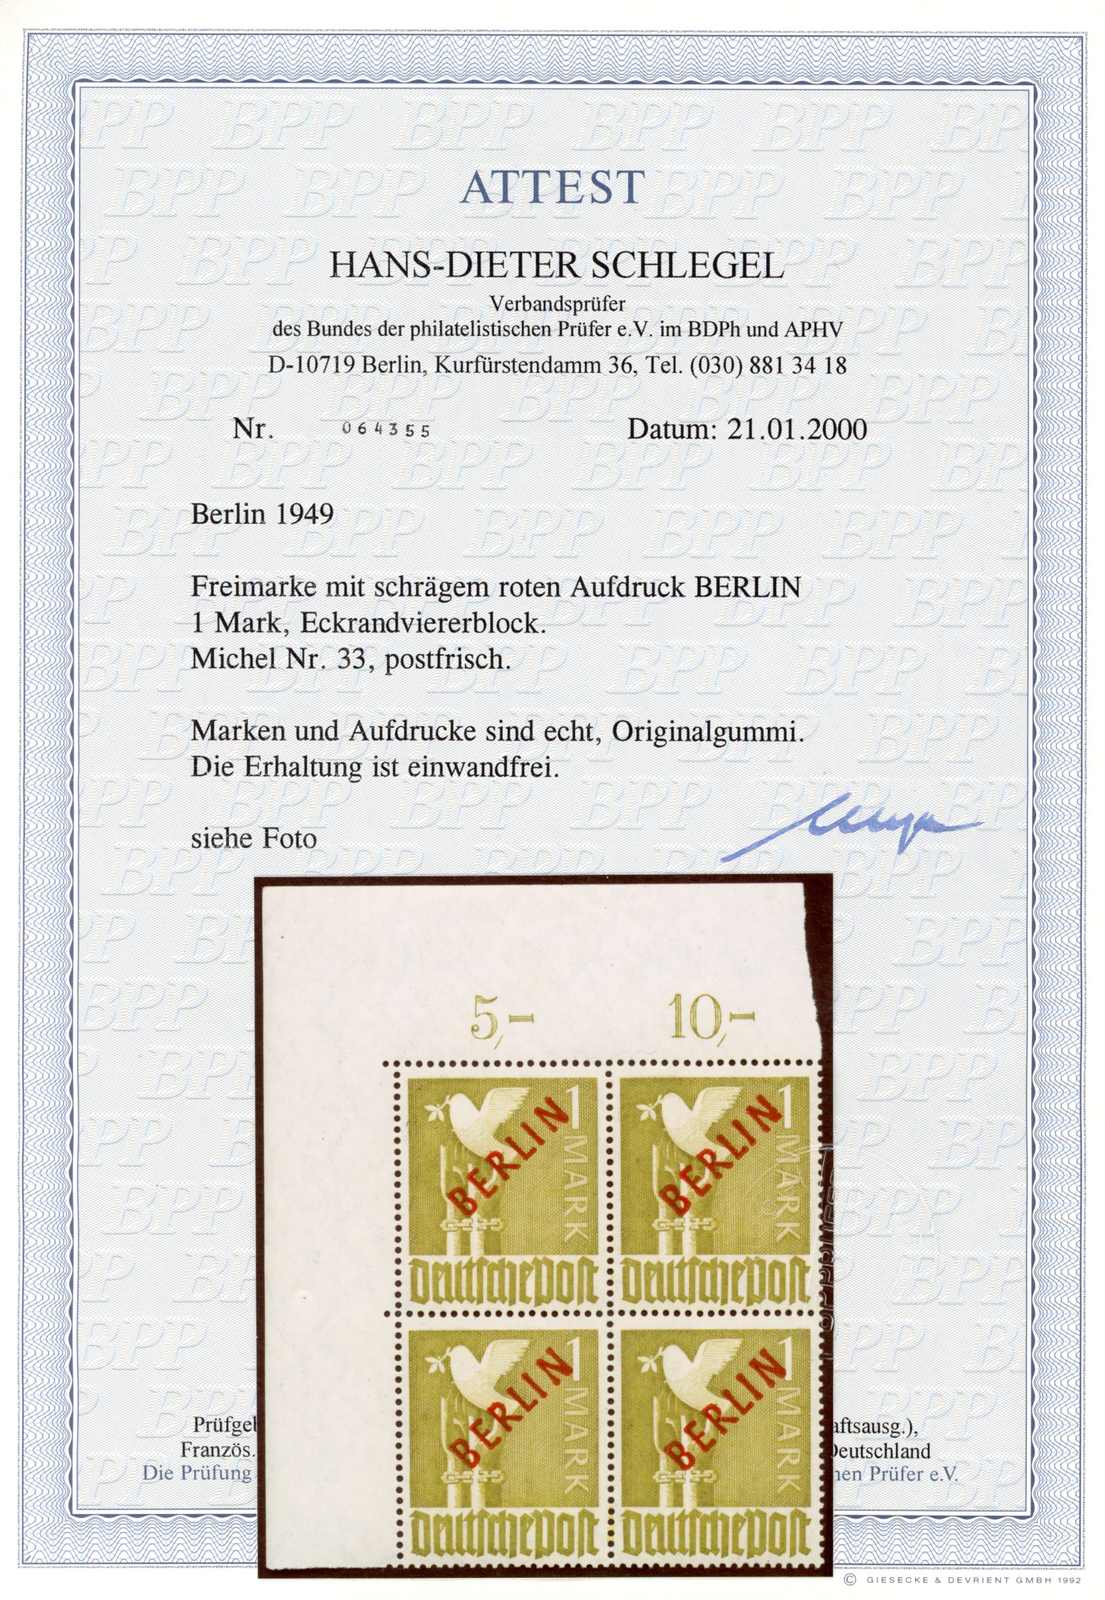 ATTEST
HANS-DIETER SCHLEGEL
Verbandsprüfer
des Bundes der philatelistischen Prüfer e.V. im BDPh und APHV
D-10719 Berlin, Kurfürstendamm 36, Tel. (030) 881 34 18
Nr. 064355 Datum: 21.01.2000
Berlin 1949
Freimarke mit schrägem roten Aufdruck BERLIN
1 Mark, Eckrandviererblock.
Michel Nr. 33, postfrisch.
Marken und Aufdrucke sind echt, Originalgummi.
Die Erhaltung ist einwandfrei.
siehe Foto
5,- 10,-
1 MARK BERLIN 1 MARK BERLIN
deutsche post deutsche post
1 MARK BERLIN 1 MARK BERLIN
deutsche post deutsche post
Prüfgeb aftsausg.),
Französ. Deutschland
Die Prüfung hen Prüfer e.V.
© GIESECKE & DEVRIENT GMBH 1992